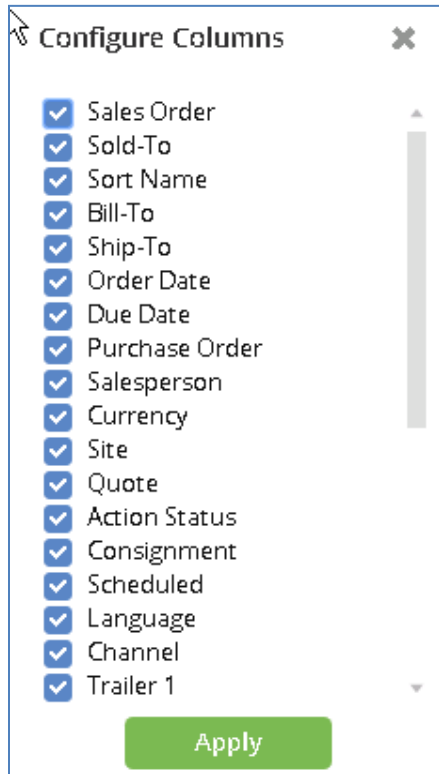 Configure Columns
Sales Order
Sold-To
Sort Name
Bill-To
Ship-To
Order Date
Due Date
Purchase Order
Salesperson
Currency
Site
Quote
Action Status
Consignment
Scheduled
Language
Channel
Trailer 1
Apply